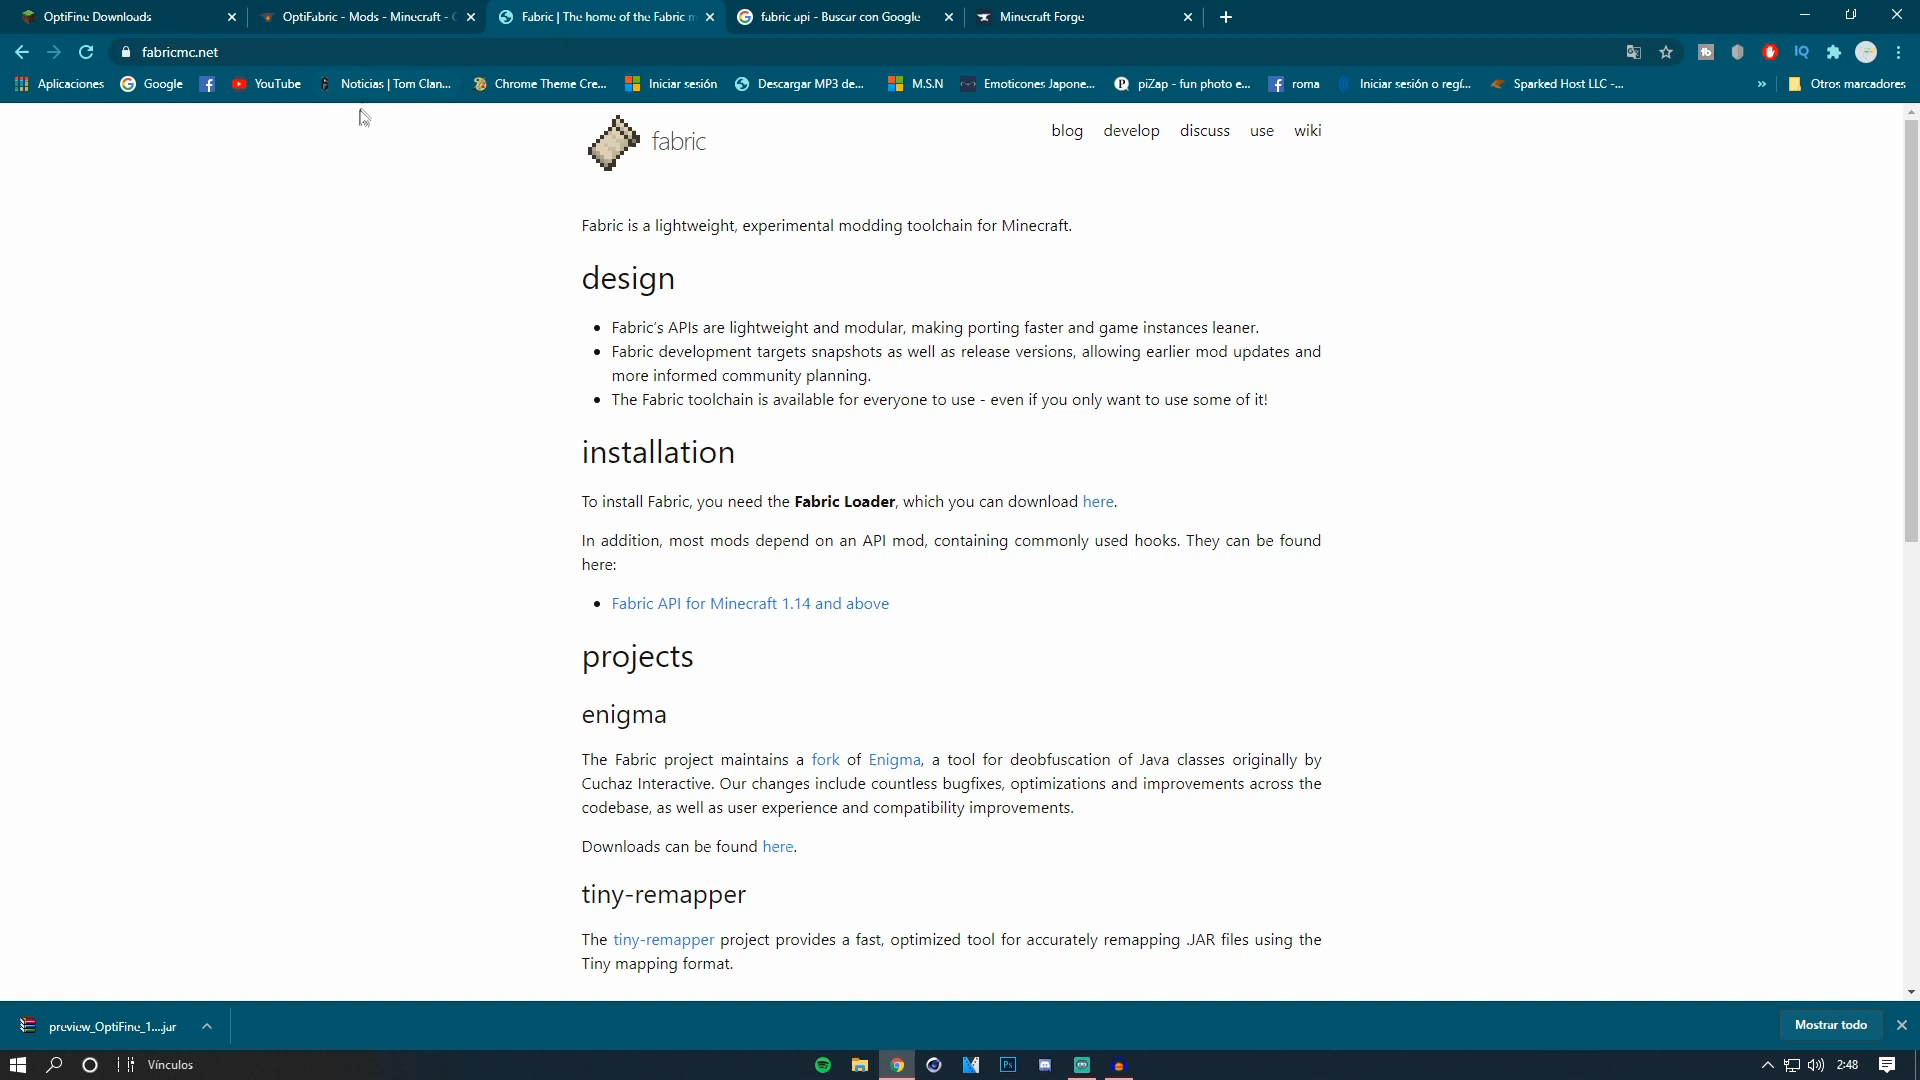 OptiFine Downloads
OptiFabric - Mods - Minecraft - C
Fabric | The home of the Fabric m
fabric api - Buscar con Google
Minecraft Forge
fabricmc.net
Aplicaciones
Google
YouTube
Noticias | Tom Clan...
Chrome Theme Cre...
Iniciar sesión
Descargar MP3 de...
M.S.N
Emoticones Japone...
piZap - fun photo e...
roma
Iniciar sesión o regí...
Sparked Host LLC -...
»
Otros marcadores
fabric
blog
develop
discuss
use
wiki
Fabric is a lightweight, experimental modding toolchain for Minecraft.
design
• Fabric's APIs are lightweight and modular, making porting faster and game instances leaner.
• Fabric development targets snapshots as well as release versions, allowing earlier mod updates and
more informed community planning.
• The Fabric toolchain is available for everyone to use - even if you only want to use some of it!
installation
To install Fabric, you need the Fabric Loader, which you can download here.
In addition, most mods depend on an API mod, containing commonly used hooks. They can be found
here:
• Fabric API for Minecraft 1.14 and above
projects
enigma
The Fabric project maintains a fork of Enigma, a tool for deobfuscation of Java classes originally by
Cuchaz Interactive. Our changes include countless bugfixes, optimizations and improvements across the
codebase, as well as user experience and compatibility improvements.
Downloads can be found here.
tiny-remapper
The tiny-remapper project provides a fast, optimized tool for accurately remapping .JAR files using the
Tiny mapping format.
preview_OptiFine_1....jar
Mostrar todo
Vínculos
Ps
2:48